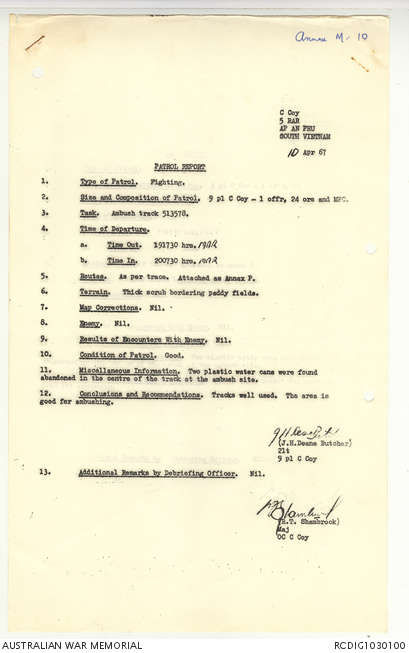 Annex M-10
C Coy
5 RAR
AP AN PHU
SOUTH VIETNAM
10 Apr 67
PATROL REPORT
1. Type of Patrol. Fighting.
2. Size and Composition of Patrol. 9 pl C Coy - 1 offr, 24 ors and MFC.
3. Task. Ambush track 513578.
4. Time of Departure.
a. Time Out. 191730 hrs. MAR
b. Time In. 200730 hrs. MAR
5. Routes. As per trace. Attached as Annex P.
6. Terrain. Thick scrub bordering paddy fields.
7. Map Corrections. Nil.
8. Enemy. Nil.
9. Results of Encounters With Enemy. Nil.
10. Condition of Patrol. Good.
11. Miscellaneous Information. Two plastic water cans were found
abandoned in the centre of the track at the ambush site.
12. Conclusions and Recommendations. Tracks well used. The area is
good for ambushing.
(J.H.Deane Butcher)
2lt
9 pl C Coy
13. Additional Remarks by Debriefing Officer. Nil.
(R.T. Shambrock)
Maj
OC C Coy
AUSTRALIAN WAR MEMORIAL
RCDIG1030100